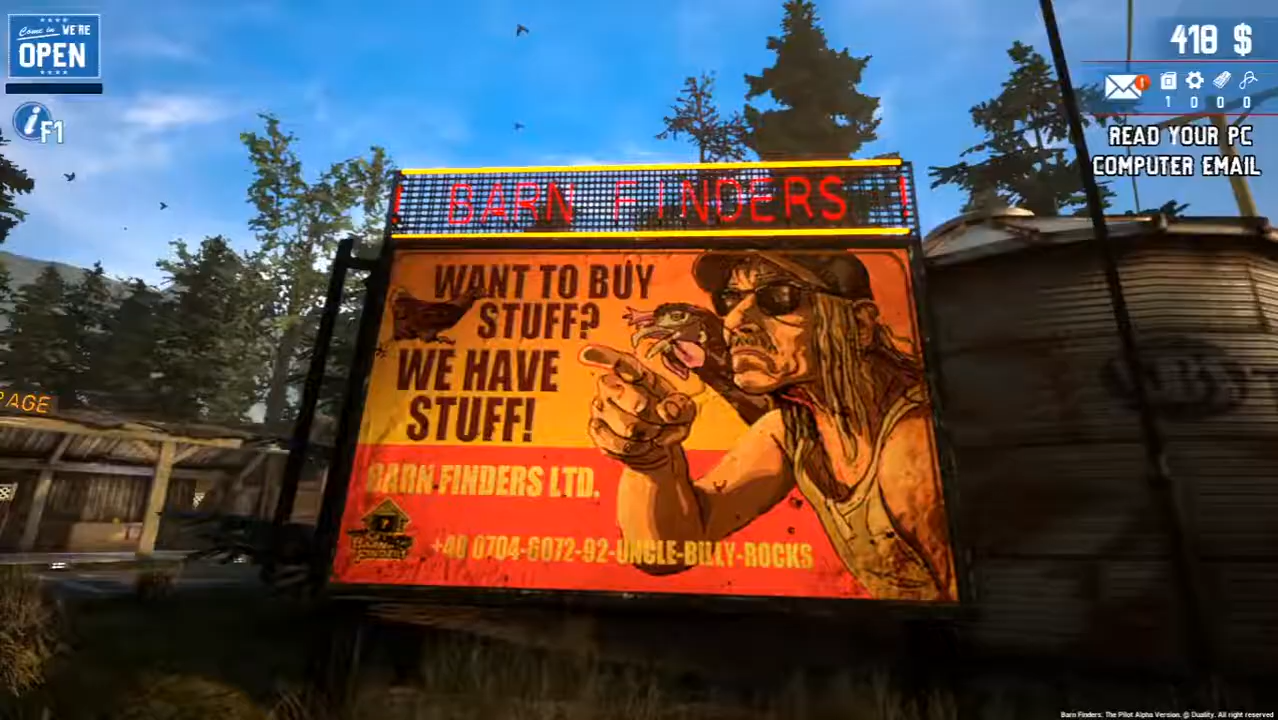 Come in WE'RE
OPEN
F1
418 $
1 0 0 0
READ YOUR PC
COMPUTER EMAIL
! BARN FINDERS !
WANT TO BUY
STUFF?
WE HAVE
STUFF!
BARN FINDERS LTD.
+40 0704-6072-92-UNCLE-BILLY-ROCKS
PAGE
Barn Finders: The Pilot Alpha Version. © Duality. All right reserved